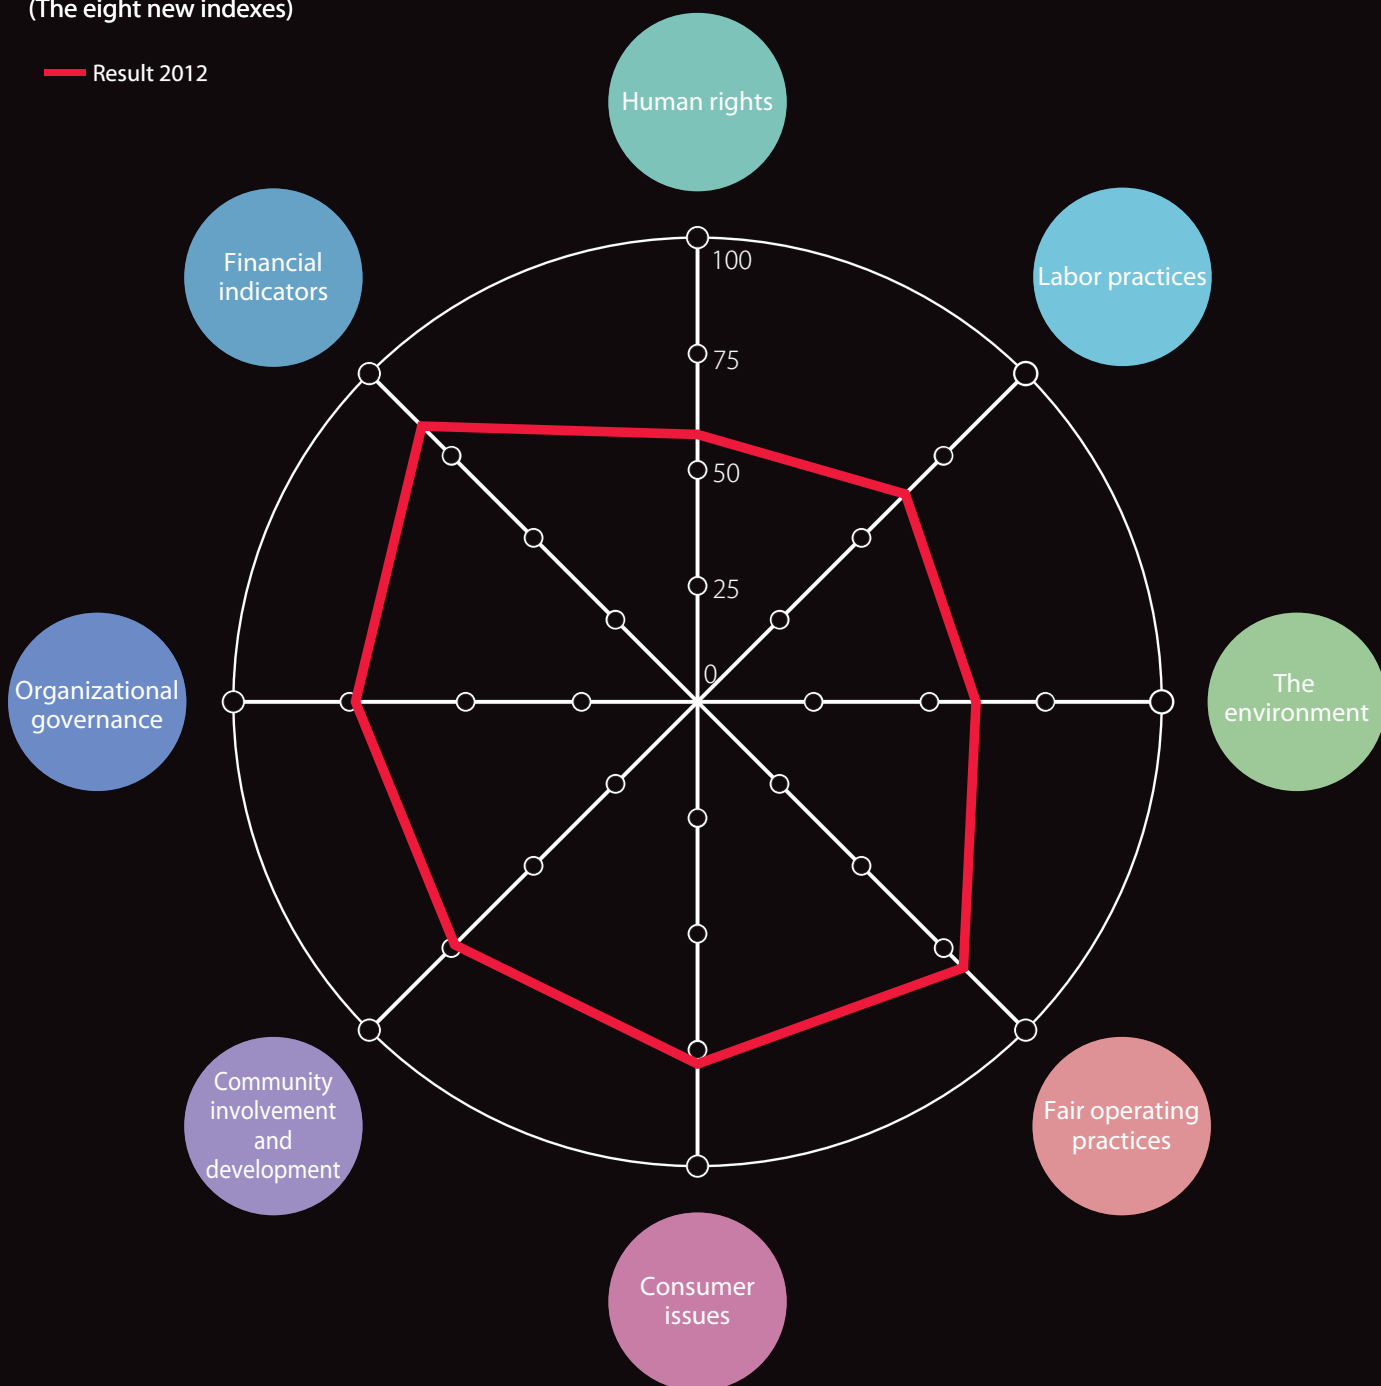 (The eight new indexes)
Result 2012
Human rights
Financial
indicators
Labor practices
100
75
50
25
0
Organizational
governance
The
environment
Community
involvement
and
development
Fair operating
practices
Consumer
issues